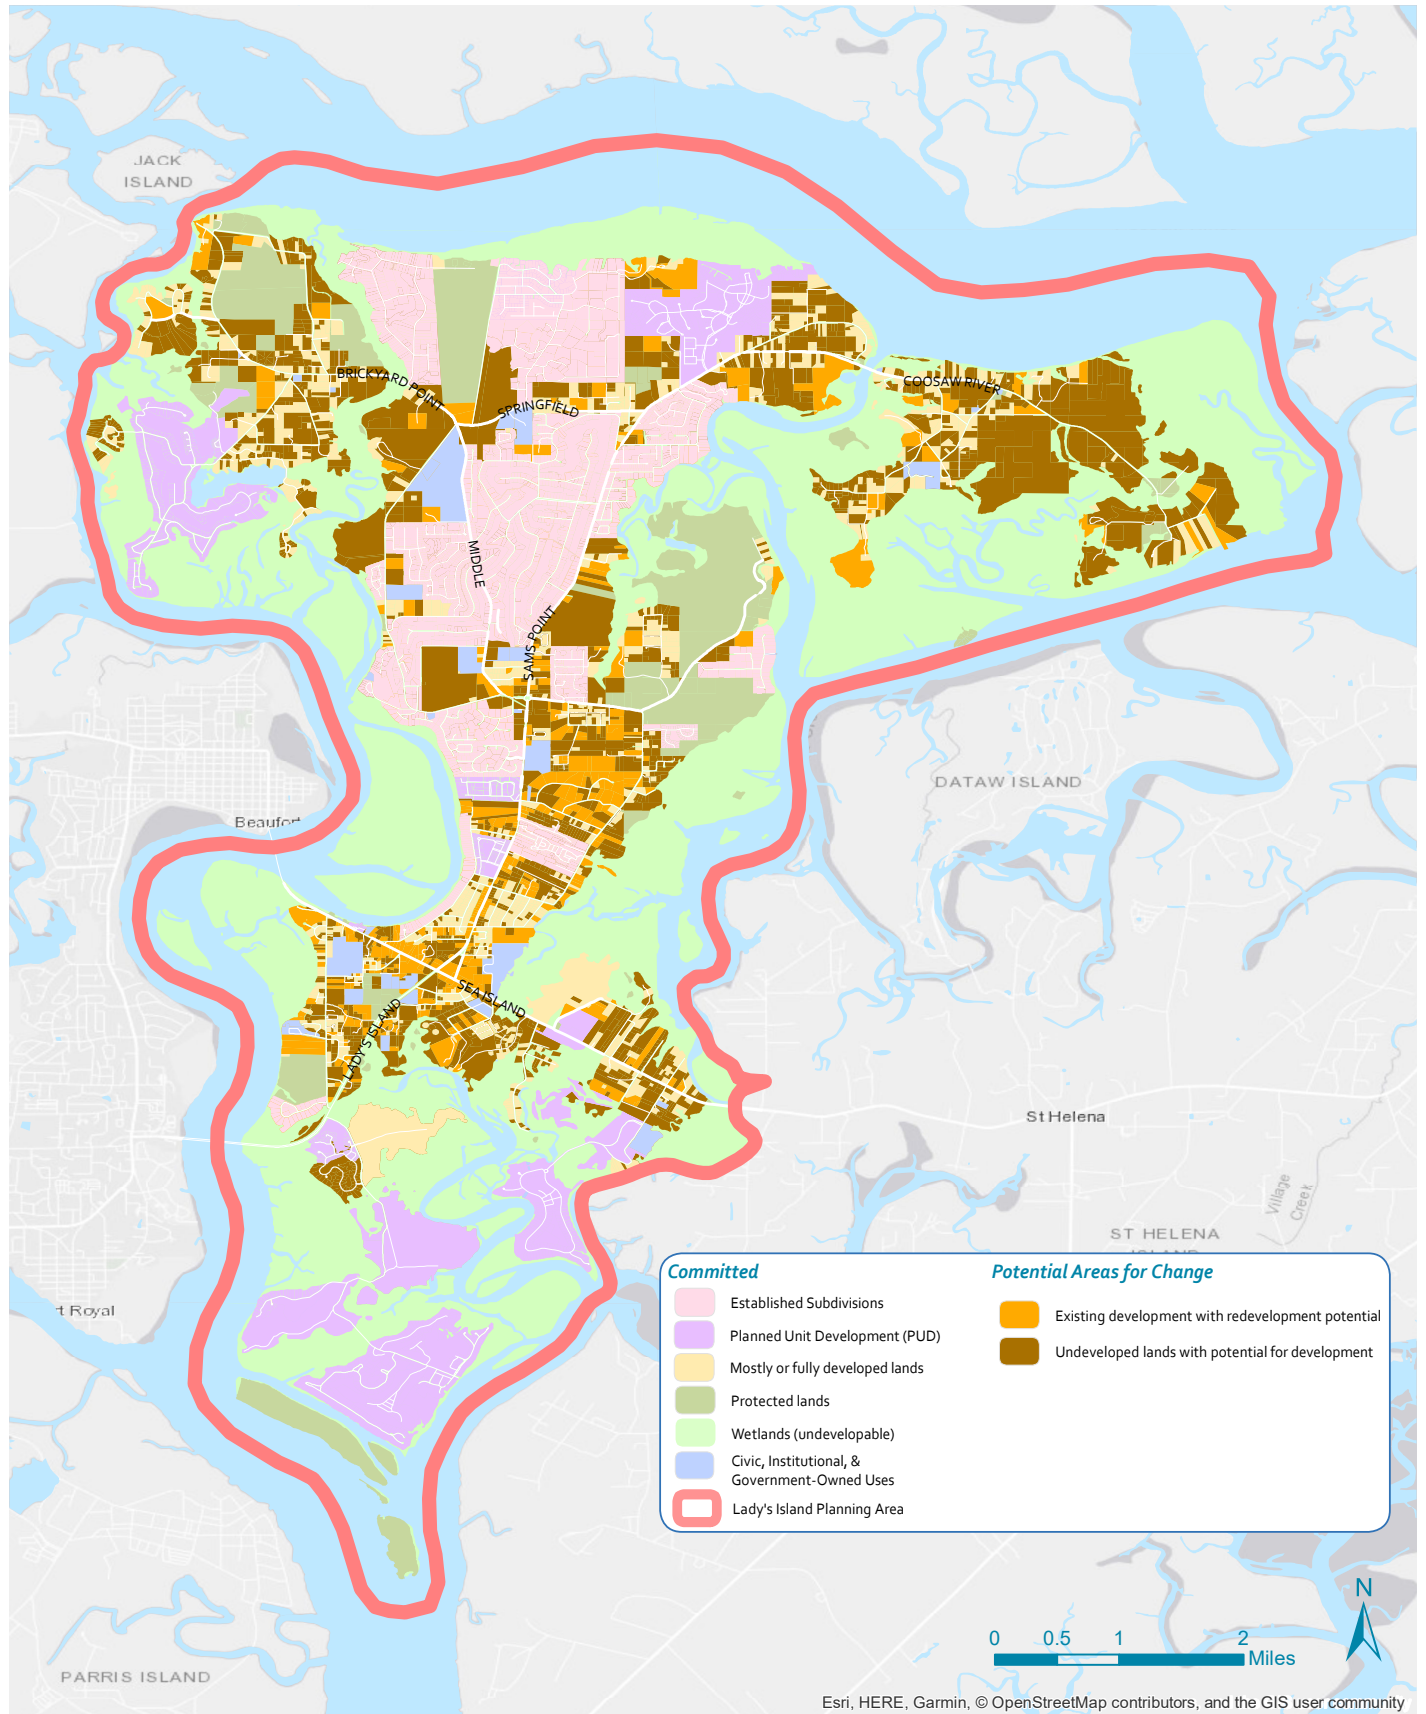 JACK
ISLAND
BRICKYARD POINT
SPRINGFIELD
COOSAW RIVER
MIDDLE
SAMS POINT
DATAW ISLAND
Beaufort
SEA ISLAND
LADY'S ISLAND
St Helena
Village
Creek
ST HELENA
rt Royal
Committed
Established Subdivisions
Planned Unit Development (PUD)
Mostly or fully developed lands
Protected lands
Wetlands (undevelopable)
Civic, Institutional, &
Government-Owned Uses
Lady's Island Planning Area
Potential Areas for Change
Existing development with redevelopment potential
Undeveloped lands with potential for development
N
0 0.5 1 2
Miles
PARRIS ISLAND
Esri, HERE, Garmin, © OpenStreetMap contributors, and the GIS user community